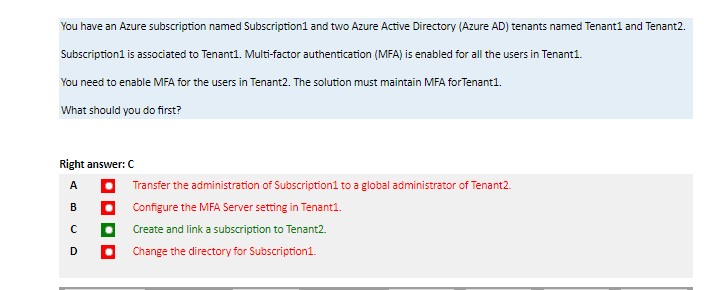 You have an Azure subscription named Subscription1 and two Azure Active Directory (Azure AD) tenants named Tenant1 and Tenant2.
Subscription1 is associated to Tenant1. Multi-factor authentication (MFA) is enabled for all the users in Tenant1.
You need to enable MFA for the users in Tenant2. The solution must maintain MFA forTenant1.
What should you do first?
Right answer: C
A Transfer the administration of Subscription1 to a global administrator of Tenant2.
B Configure the MFA Server setting in Tenant1.
C Create and link a subscription to Tenant2.
D Change the directory for Subscription1.